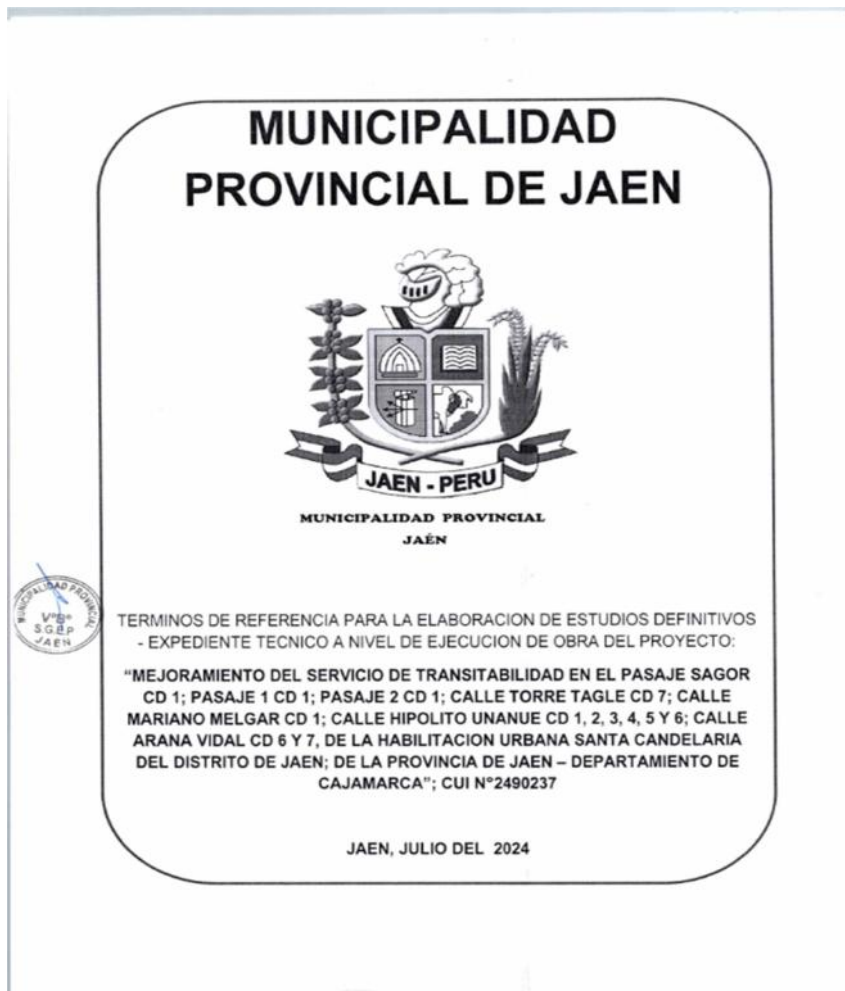 MUNICIPALIDAD
PROVINCIAL DE JAEN
JAEN - PERU
MUNICIPALIDAD PROVINCIAL
JAÉN
MUNICIPALIDAD PROVINCIAL
V°B°
S.G.E.P
JAEN
TERMINOS DE REFERENCIA PARA LA ELABORACION DE ESTUDIOS DEFINITIVOS
- EXPEDIENTE TECNICO A NIVEL DE EJECUCION DE OBRA DEL PROYECTO:
“MEJORAMIENTO DEL SERVICIO DE TRANSITABILIDAD EN EL PASAJE SAGOR
CD 1; PASAJE 1 CD 1; PASAJE 2 CD 1; CALLE TORRE TAGLE CD 7; CALLE
MARIANO MELGAR CD 1; CALLE HIPOLITO UNANUE CD 1, 2, 3, 4, 5 Y 6; CALLE
ARANA VIDAL CD 6 Y 7, DE LA HABILITACION URBANA SANTA CANDELARIA
DEL DISTRITO DE JAEN; DE LA PROVINCIA DE JAEN – DEPARTAMIENTO DE
CAJAMARCA”; CUI N°2490237
JAEN, JULIO DEL 2024